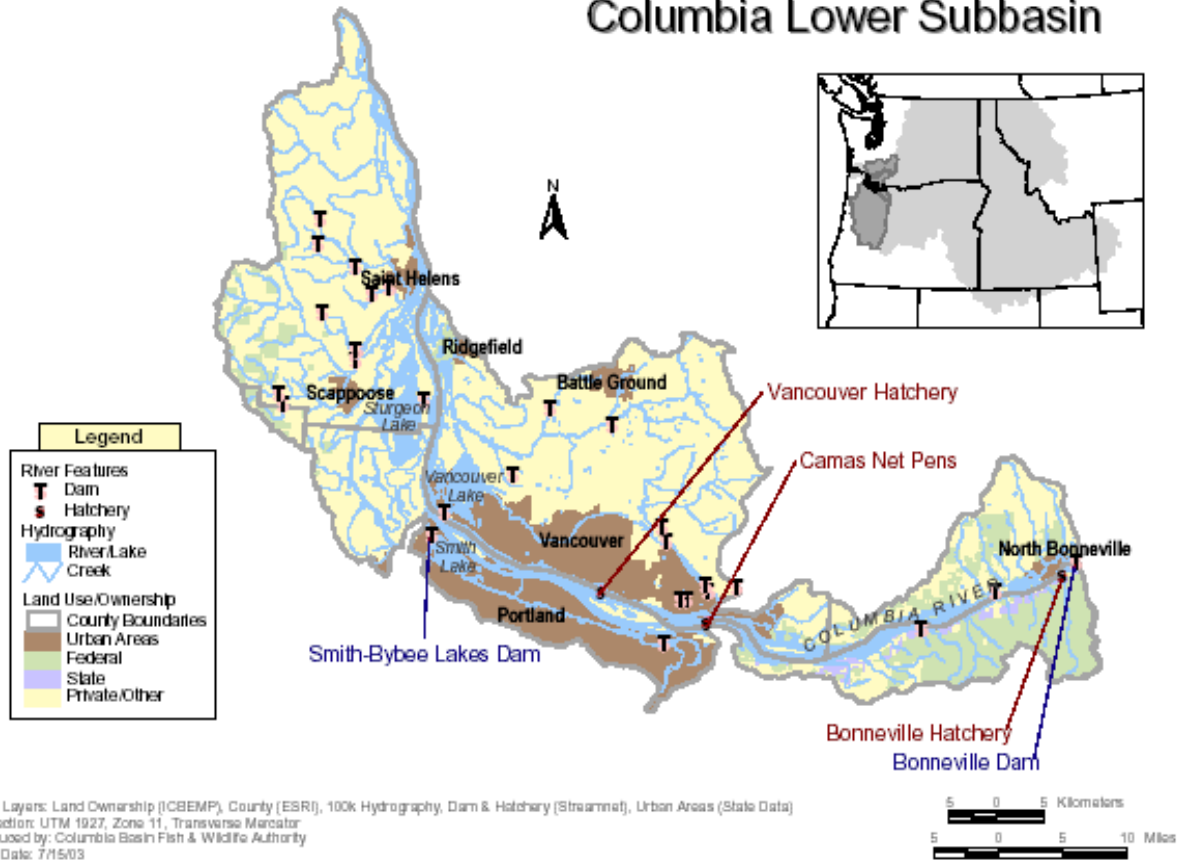 Columbia Lower Subbasin
N
Saint Helens
Ridgefield
Battle Ground
Scappoose
Sturgeon
Lake
Vancouver Hatchery
Camas Net Pens
Vancouver
Lake
Smith
Lake
Vancouver
Portland
North Bonneville
COLUMBIA RIVER
Smith-Bybee Lakes Dam
Bonneville Hatchery
Bonneville Dam
Legend
River Features
T Dam
s Hatchery
Hydrography
River/Lake
Creek
Land Use/Ownership
County Boundaries
Urban Areas
Federal
State
Private/Other
Layers: Land Ownership (ICBEMP), County (ESRI), 100k Hydrography, Dam & Hatchery (Streamnet), Urban Areas (State Data)
ection: UTM 1927, Zone 11, Transverse Mercator
uced by: Columbia Basin Fish & Wildlife Authority
Date: 7/15/03
5 0 5 Kilometers
5 0 5 10 Miles